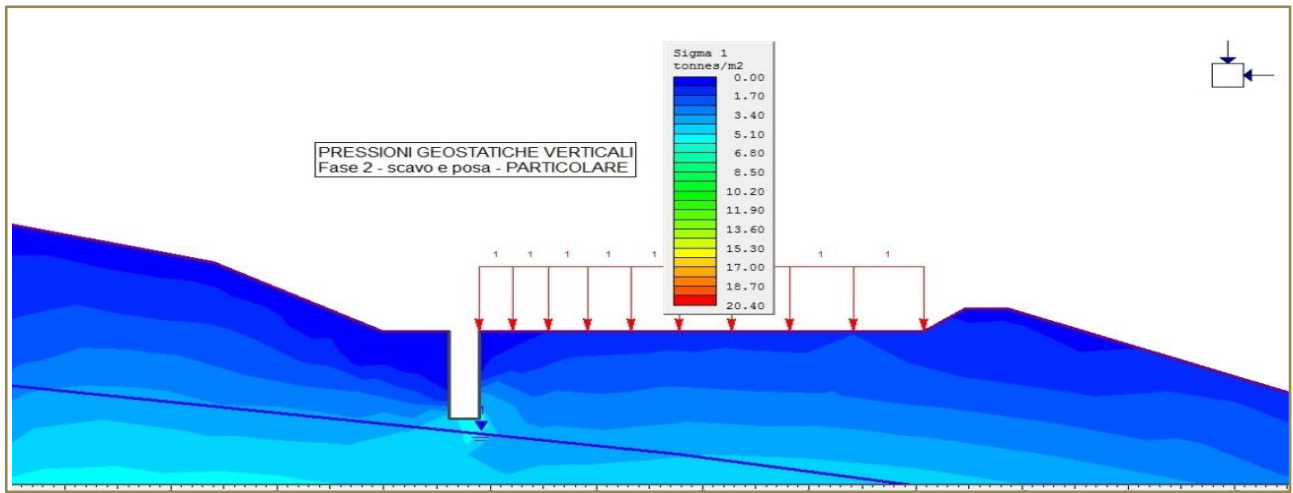 Sigma 1
tonnes/m2
0.00
1.70
3.40
5.10
6.80
8.50
10.20
11.90
13.60
15.30
17.00
18.70
20.40
PRESSIONI GEOSTATICHE VERTICALI
Fase 2 - scavo e posa - PARTICOLARE
1 1 1 1 1 1 1
1